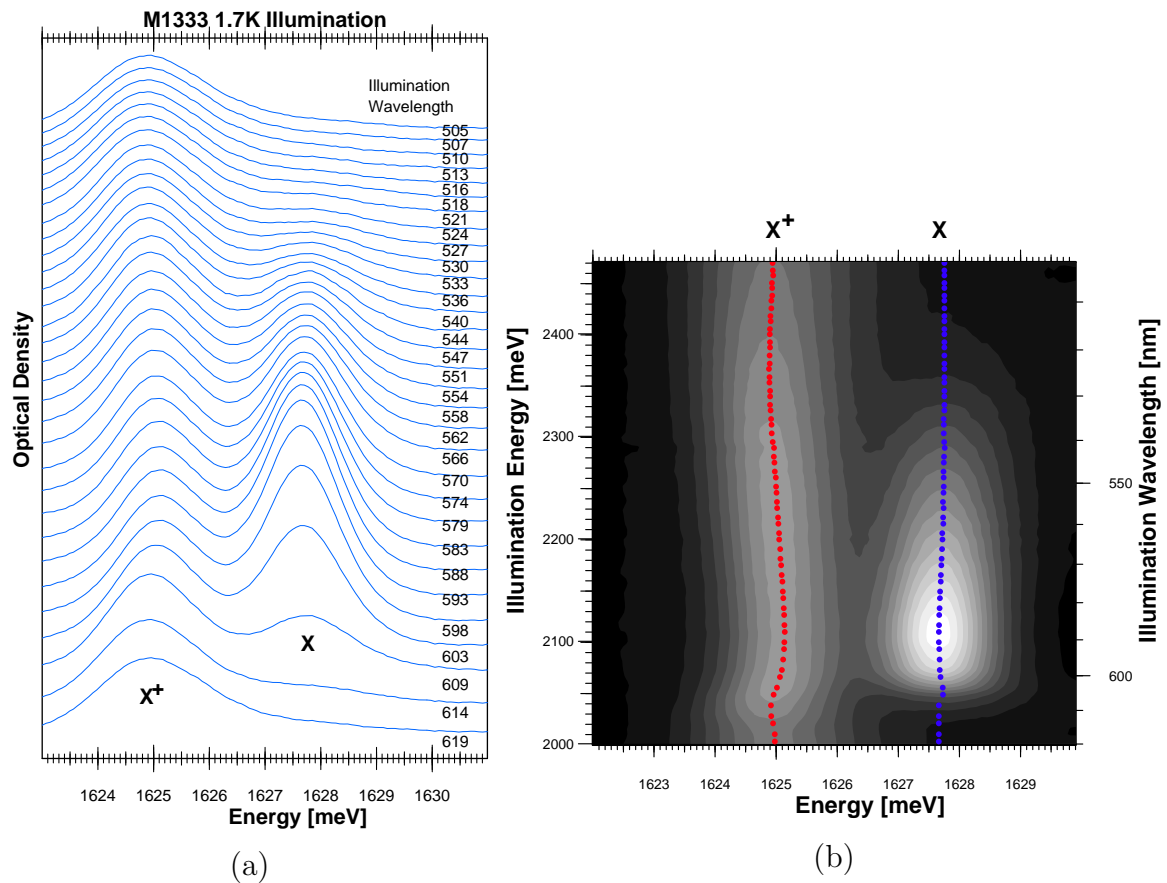 M1333 1.7K Illumination
Illumination
Wavelength
505
507
510
513
516
518
521
524
527
530
533
536
540
544
547
551
554
558
562
566
570
574
579
583
588
593
598
603
609
614
619
X
X+
Optical Density
1624 1625 1626 1627 1628 1629 1630
Energy [meV]
(a)
X+ X
Illumination Energy [meV]
2400
2300
2200
2100
2000
550
600
Illumination Wavelength [nm]
1623 1624 1625 1626 1627 1628 1629
Energy [meV]
(b)